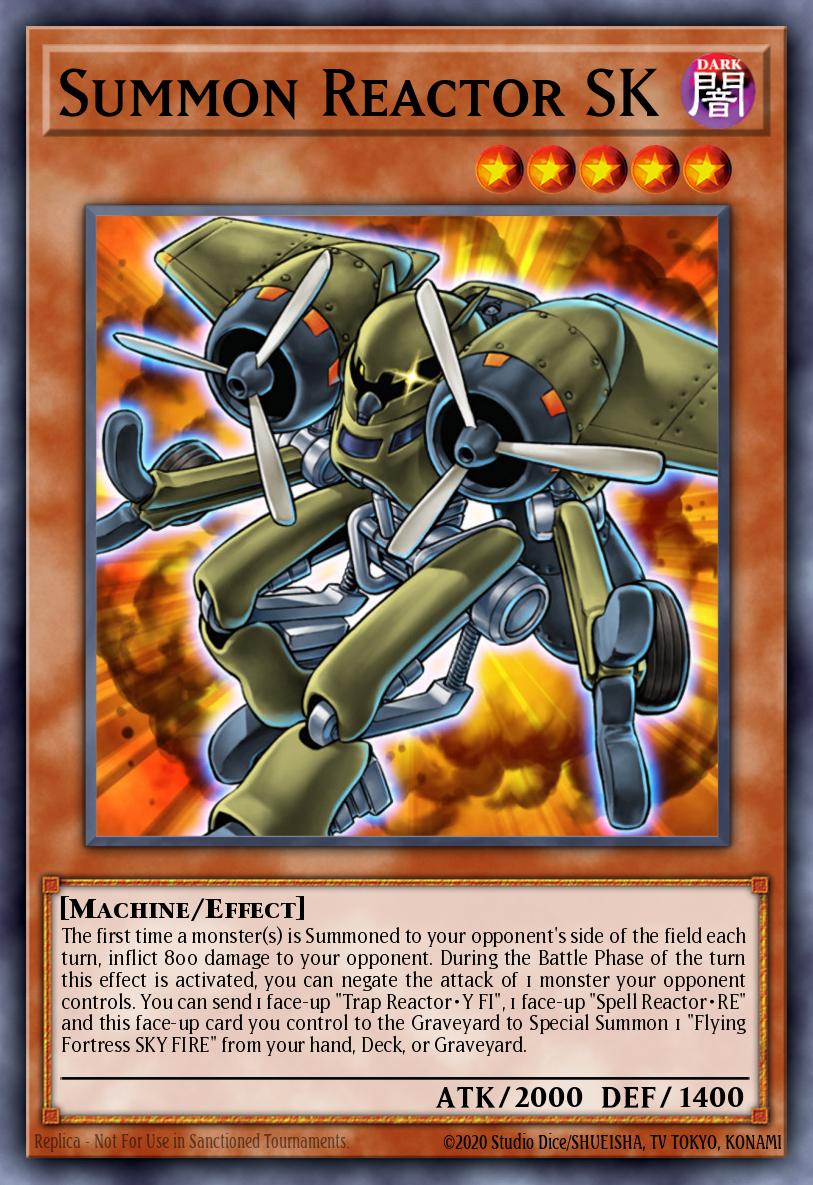 Summon Reactor SK
DARK
闇
[Machine/Effect]
The first time a monster(s) is Summoned to your opponent's side of the field each
turn, inflict 800 damage to your opponent. During the Battle Phase of the turn
this effect is activated, you can negate the attack of 1 monster your opponent
controls. You can send 1 face-up "Trap Reactor・Y FI", 1 face-up "Spell Reactor・RE"
and this face-up card you control to the Graveyard to Special Summon 1 "Flying
Fortress SKY FIRE" from your hand, Deck, or Graveyard.
ATK/2000 DEF/1400
Replica - Not For Use in Sanctioned Tournaments.
©2020 Studio Dice/SHUEISHA, TV TOKYO, KONAMI